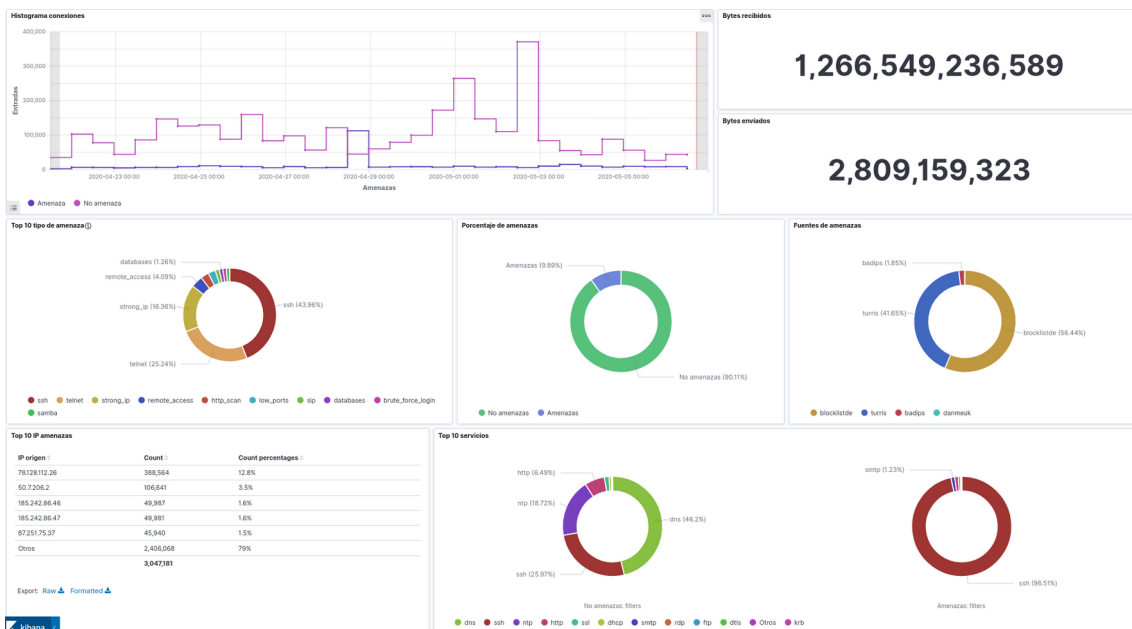 Histograma conexiones
400,000
300,000
200,000
100,000
0
Entradas
2020-04-23 00:00
2020-04-25 00:00
2020-04-27 00:00
2020-04-29 00:00
2020-05-01 00:00
2020-05-03 00:00
2020-05-05 00:00
Amenazas
Amenaza No amenaza
Bytes recibidos
1,266,549,236,589
Bytes enviados
2,809,159,323
Top 10 tipo de amenaza
databases (1.26%)
remote_access (4.09%)
strong_ip (16.36%)
ssh (43.96%)
telnet (25.24%)
ssh telnet strong_ip remote_access http_scan low_ports sip databases brute_force_login
samba
Porcentaje de amenazas
Amenazas (9.89%)
No amenazas (90.11%)
No amenazas Amenazas
Fuentes de amenazas
badips (1.85%)
turris (41.65%)
blocklistde (56.44%)
blocklistde turris badips danmeuk
Top 10 IP amenazas
IP origen Count Count percentages
78.128.112.26 388,564 12.8%
50.7.206.2 106,641 3.5%
185.242.86.46 49,987 1.6%
185.242.86.47 49,981 1.6%
87.251.75.37 45,940 1.5%
Otros 2,406,068 79%
3,047,181
Export: Raw Formatted
kibana
Top 10 servicios
http (6.49%)
ntp (18.72%)
dns (46.2%)
ssh (25.97%)
No amenazas: filters
smtp (1.23%)
ssh (96.51%)
Amenazas: filters
dns ssh ntp http ssl dhcp smtp rdp ftp dtls Otros krb